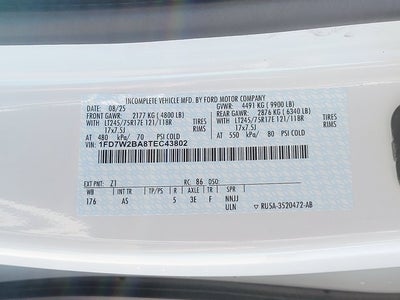 INCOMPLETE VEHICLE MFD. BY FORD MOTOR COMPANY
DATE: 08/25 GVWR: 4491 KG ( 9900 LB)
FRONT GAWR: 2177 KG ( 4800 LB) REAR GAWR: 2876 KG ( 6340 LB)
WITH LT245/75R17E 121/118R TIRES WITH LT245/75R17E 121/118R TIRES
17x7.5J RIMS 17x7.5J RIMS
AT 480 kPa/ 70 PSI COLD AT 550 kPa/ 80 PSI COLD
VIN: 1FD7W2BA8TEC43802
EXT PNT: Z1 RC: 86 DSO:
WB INT TR TP/PS R AXLE TR SPR
176 AS 5 3E F NNJJ
ULN ▽ RU5A-3520472-AB